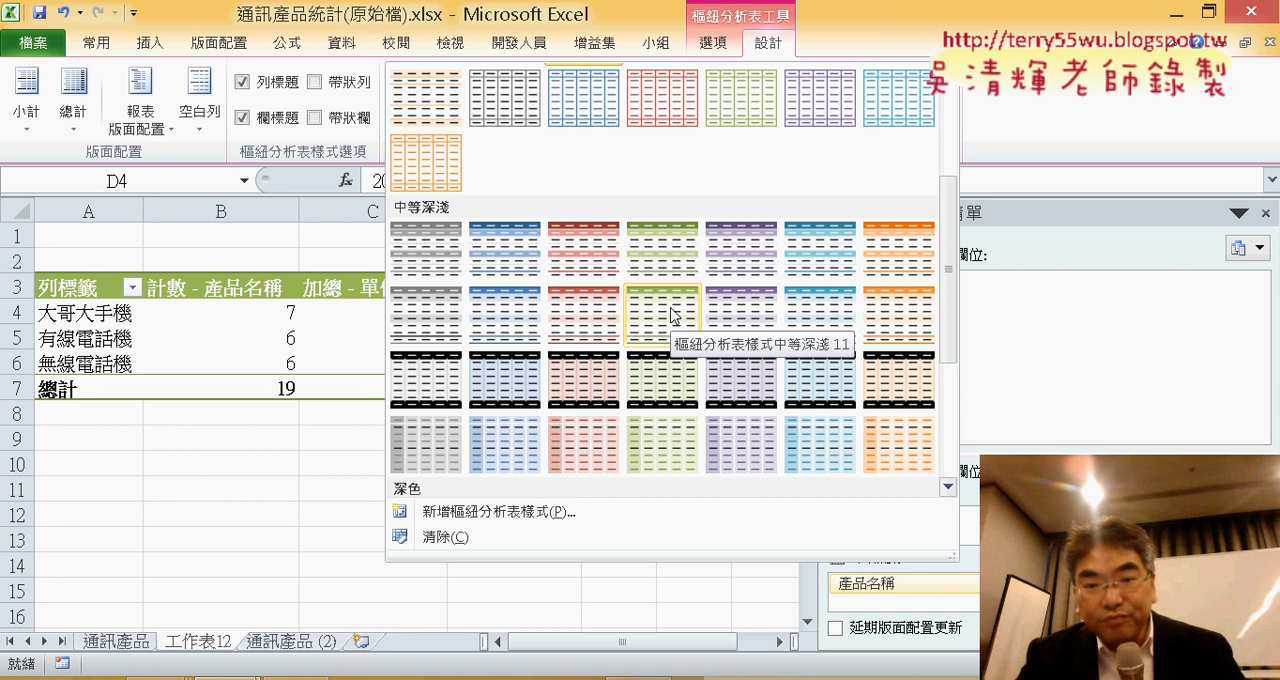 通訊產品統計(原始檔).xlsx - Microsoft Excel
樞紐分析表工具
檔案 常用 插入 版面配置 公式 資料 校閱 檢視 開發人員 增益集 小組 選項 設計
http://terry55wu.blogspot.tw
吳清輝老師錄製
小計 總計 報表版面配置 空白列
列標題 帶狀列
欄標題 帶狀欄
版面配置 樞紐分析表樣式選項
D4 fx 20
A B C
中等深淺
清單
欄位:
1
2
3 列標籤 計數 - 產品名稱 加總 - 單
4 大哥大手機 7
5 有線電話機 6
6 無線電話機 6
7 總計 19
8
9
10
11
12
13
14
15
16
樞紐分析表樣式中等深淺 11
深色
新增樞紐分析表樣式(P)...
清除(C)
產品名稱
延期版面配置更新
通訊產品 工作表12 通訊產品 (2)
就緒